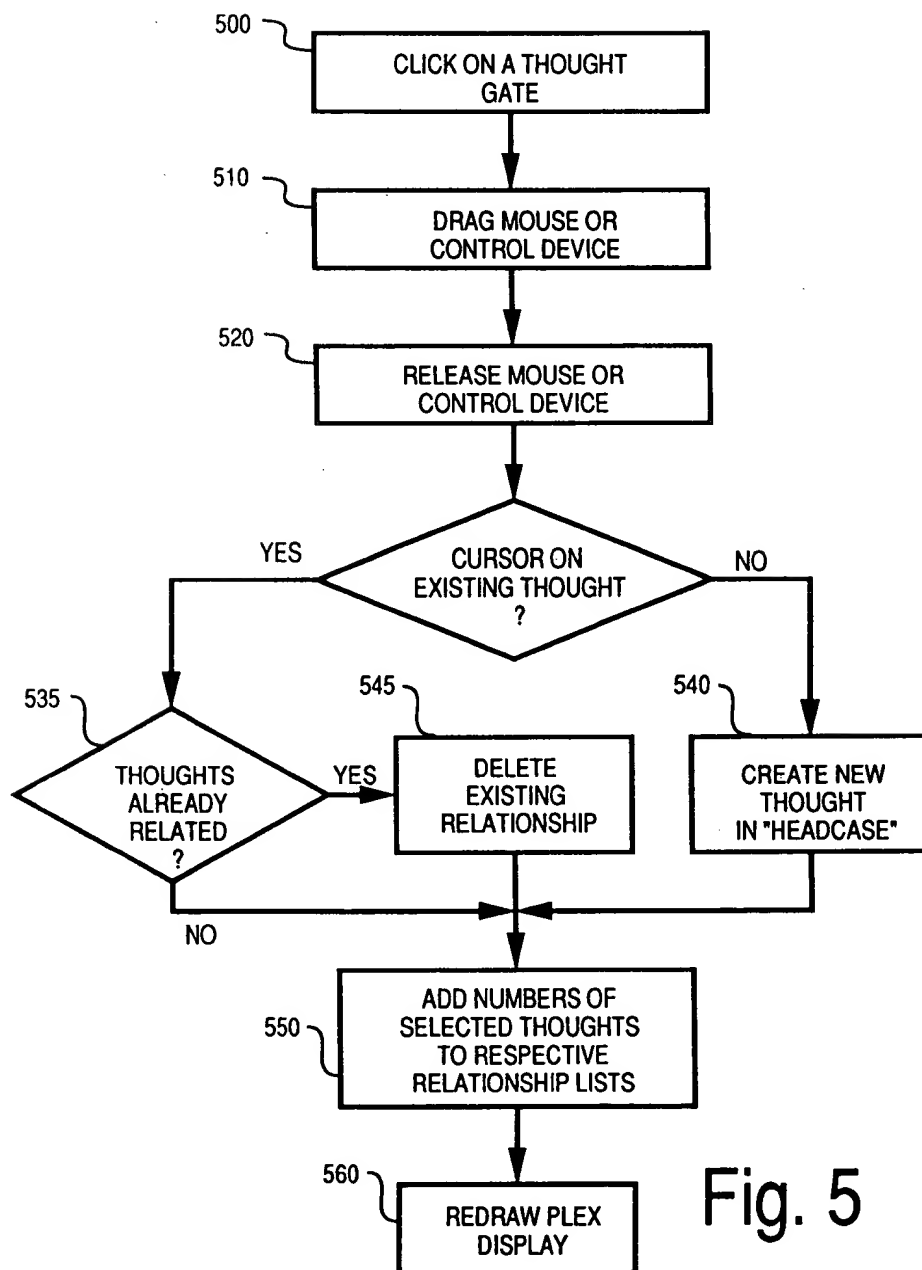 500
CLICK ON A THOUGHT
GATE
510
DRAG MOUSE OR
CONTROL DEVICE
520
RELEASE MOUSE OR
CONTROL DEVICE
YES
CURSOR ON
EXISTING THOUGHT
?
NO
535
THOUGHTS
ALREADY
RELATED
?
YES
NO
545
DELETE
EXISTING
RELATIONSHIP
540
CREATE NEW
THOUGHT
IN "HEADCASE"
550
ADD NUMBERS OF
SELECTED THOUGHTS
TO RESPECTIVE
RELATIONSHIP LISTS
560
REDRAW PLEX
DISPLAY
Fig. 5